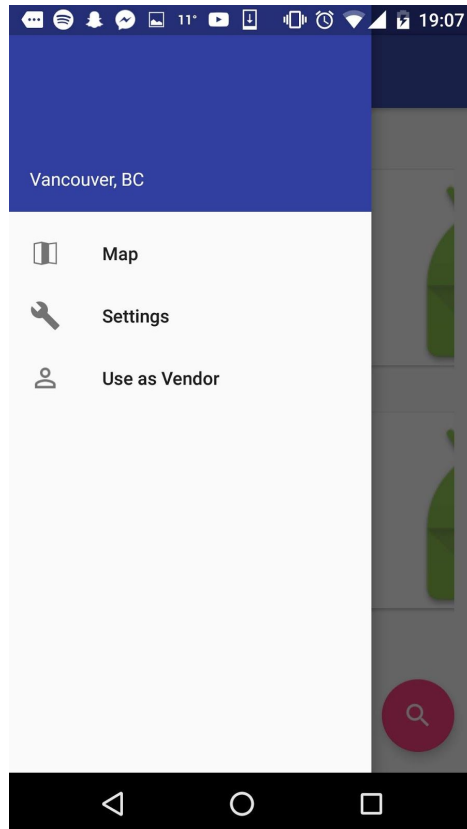 11°
19:07
Vancouver, BC
Map
Settings
Use as Vendor